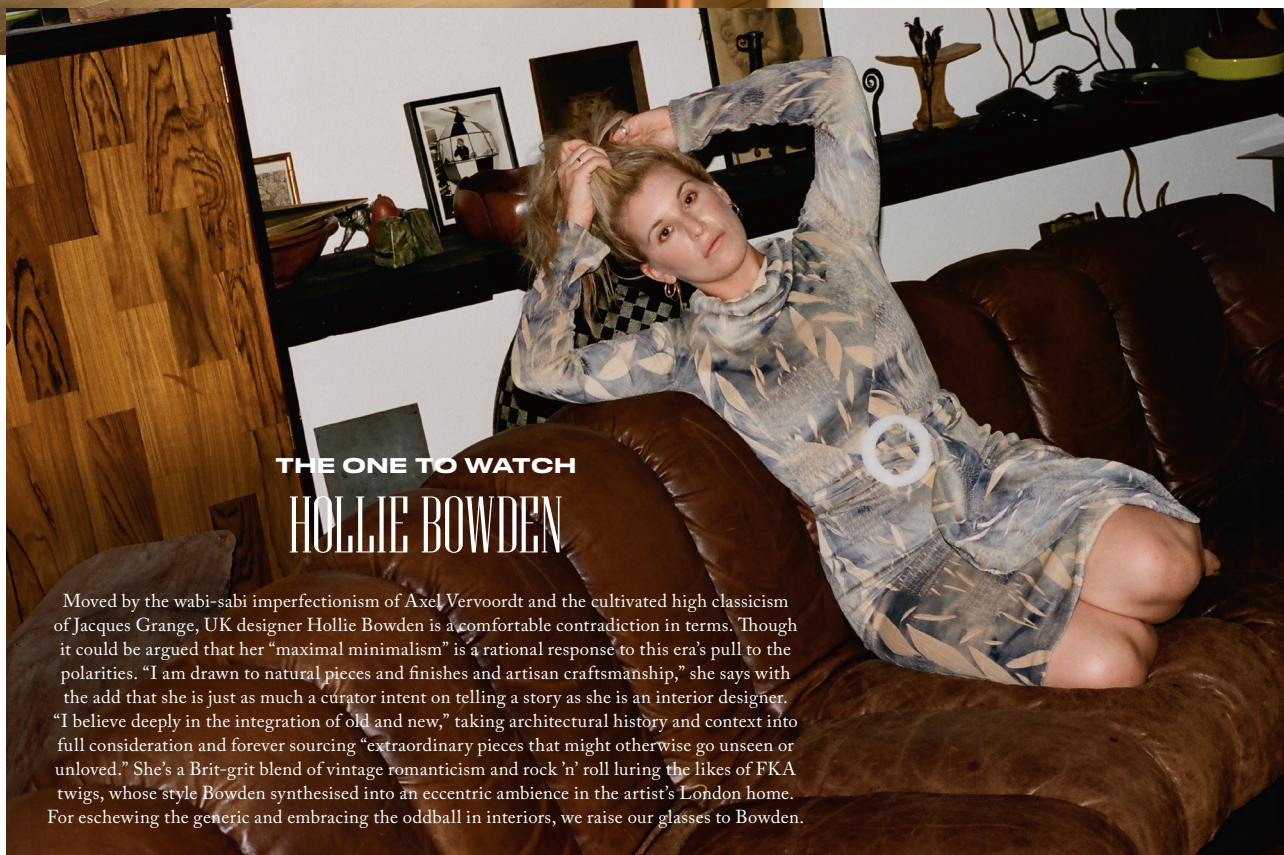 THE ONE TO WATCH
HOLLIE BOWDEN
Moved by the wabi-sabi imperfectionism of Axel Vervoordt and the cultivated high classicism
of Jacques Grange, UK designer Hollie Bowden is a comfortable contradiction in terms. Though
it could be argued that her “maximal minimalism” is a rational response to this era’s pull to the
polarities. “I am drawn to natural pieces and finishes and artisan craftsmanship,” she says with
the add that she is just as much a curator intent on telling a story as she is an interior designer.
“I believe deeply in the integration of old and new,” taking architectural history and context into
full consideration and forever sourcing “extraordinary pieces that might otherwise go unseen or
unloved.” She’s a Brit-grit blend of vintage romanticism and rock ’n’ roll luring the likes of FKA
twigs, whose style Bowden synthesised into an eccentric ambience in the artist’s London home.
For eschewing the generic and embracing the oddball in interiors, we raise our glasses to Bowden.